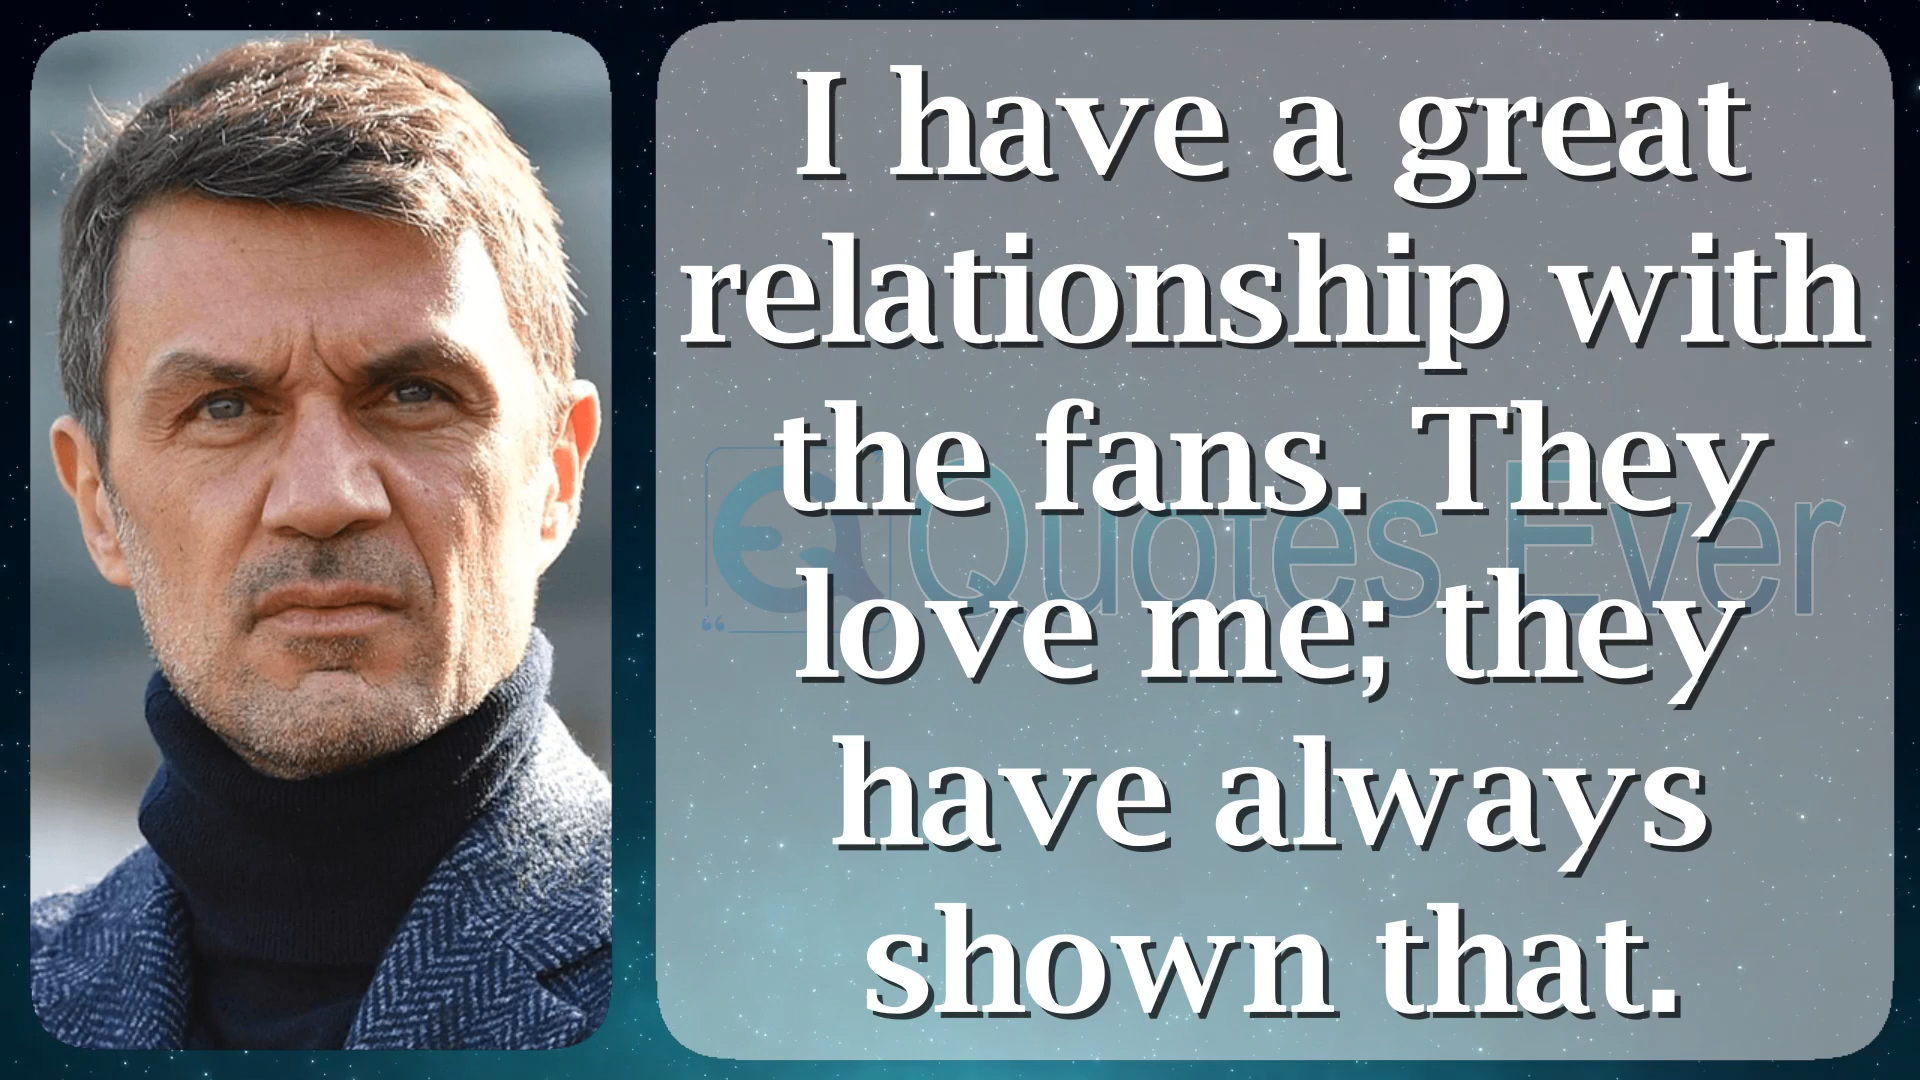 I have a great
relationship with
the fans. They
love me; they
have always
shown that.
Quotes Ever